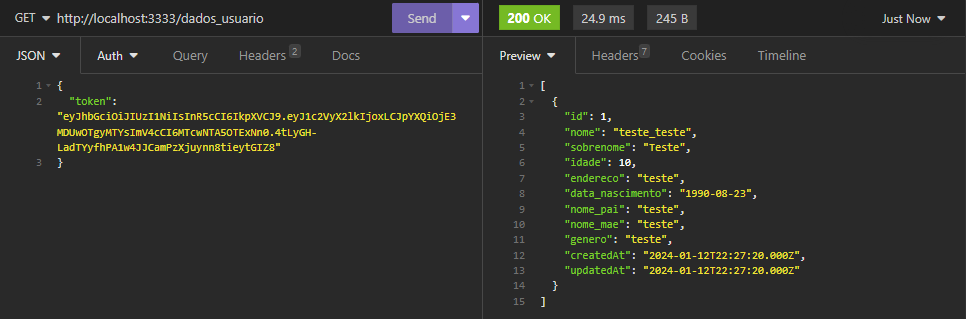 GET http://localhost:3333/dados_usuario Send
200 OK 24.9 ms 245 B Just Now
JSON Auth Query Headers 2 Docs
Preview Headers 7 Cookies Timeline
1 {
2 "token":
"eyJhbGciOiJIUzI1NiIsInR5cCI6IkpXVCJ9.eyJ1c2VyX2lkIjoxLCJpYXQiOjE3
MDUwOTgyMTYsImV4cCI6MTcwNTA5OTExNn0.4tLyGH-
LadTYyfhPA1w4JJCamPzXjuynn8tieytGIZ8"
3 }
1 [
2 {
3 "id": 1,
4 "nome": "teste_teste",
5 "sobrenome": "Teste",
6 "idade": 10,
7 "endereco": "teste",
8 "data_nascimento": "1990-08-23",
9 "nome_pai": "teste",
10 "nome_mae": "teste",
11 "genero": "teste",
12 "createdAt": "2024-01-12T22:27:20.000Z",
13 "updatedAt": "2024-01-12T22:27:20.000Z"
14 }
15 ]